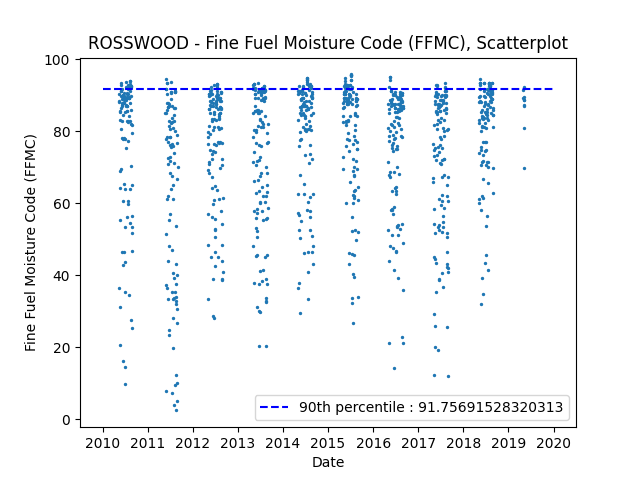 ROSSWOOD - Fine Fuel Moisture Code (FFMC), Scatterplot
Fine Fuel Moisture Code (FFMC)
100
80
60
40
20
0
90th percentile : 91.75691528320313
2010 2011 2012 2013 2014 2015 2016 2017 2018 2019 2020
Date